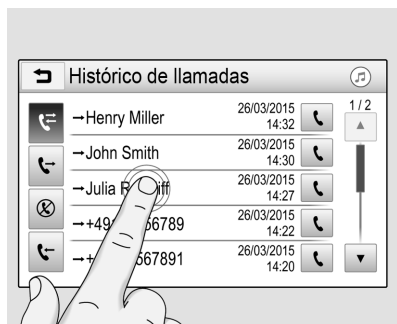 Histórico de llamadas
1 / 2
→Henry Miller 26/03/2015 14:32
→John Smith 26/03/2015 14:30
→Julia 26/03/2015 14:27
26/03/2015 14:22
26/03/2015 14:20